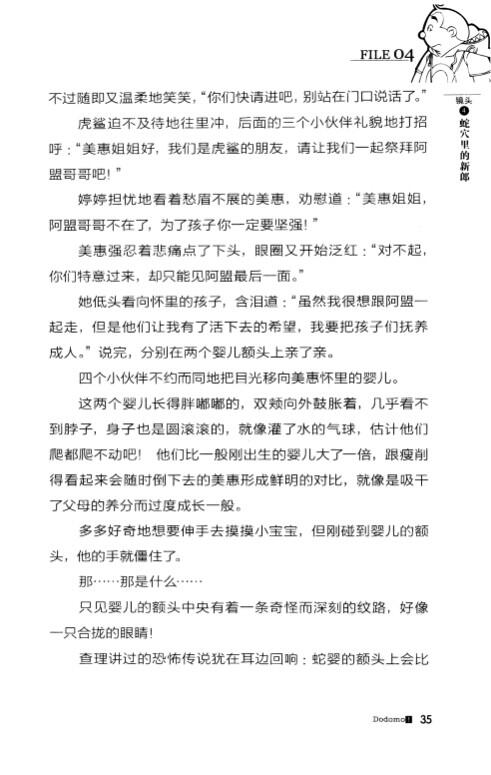 FILE 04
镜头
4
蛇穴里的新郎
不过随即又温柔地笑笑，“你们快请进吧，别站在门口说话了。”
虎鲨迫不及待地往里冲，后面的三个小伙伴礼貌地打招
呼：“美惠姐姐好，我们是虎鲨的朋友，请让我们一起祭拜阿
盟哥哥吧！”
婷婷担忧地看着愁眉不展的美惠，劝慰道：“美惠姐姐，
阿盟哥哥不在了，为了孩子你一定要坚强！”
美惠强忍着悲痛点了下头，眼圈又开始泛红：“对不起，
你们特意过来，却只能见阿盟最后一面。”
她低头看向怀里的孩子，含泪道：“虽然我很想跟阿盟一
起走，但是他们让我有了活下去的希望，我要把孩子们抚养
成人。”说完，分别在两个婴儿额头上亲了亲。
四个小伙伴不约而同地把目光移向美惠怀里的婴儿。
这两个婴儿长得胖嘟嘟的，双颊向外鼓胀着，几乎看不
到脖子，身子也是圆滚滚的，就像灌了水的气球，估计他们
爬都爬不动吧！ 他们比一般刚出生的婴儿大了一倍，跟瘦削
得看起来会随时倒下去的美惠形成鲜明的对比，就像是吸干
了父母的养分而过度成长一般。
多多好奇地想要伸手去摸摸小宝宝，但刚碰到婴儿的额
头，他的手就僵住了。
那……那是什么……
只见婴儿的额头中央有着一条奇怪而深刻的纹路，好像
一只合拢的眼睛！
查理讲过的恐怖传说犹在耳边回响：蛇婴的额头上会比
Dodomo! 35